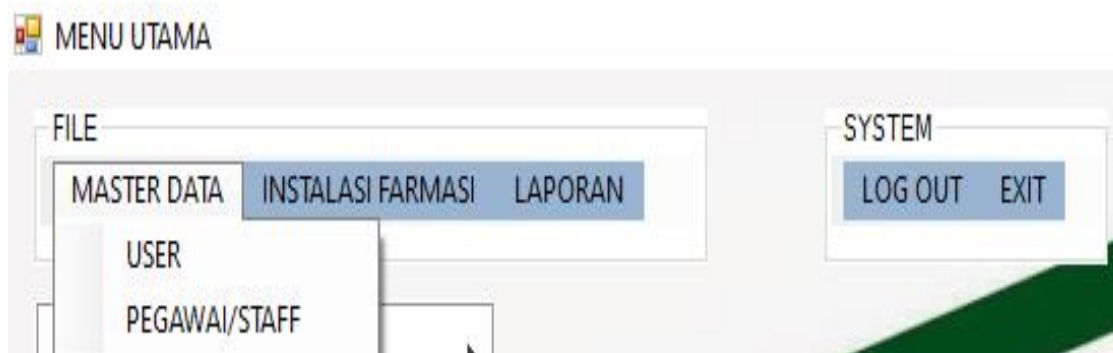 MENU UTAMA
FILE
SYSTEM
MASTER DATA INSTALASI FARMASI LAPORAN
LOG OUT EXIT
USER
PEGAWAI/STAFF